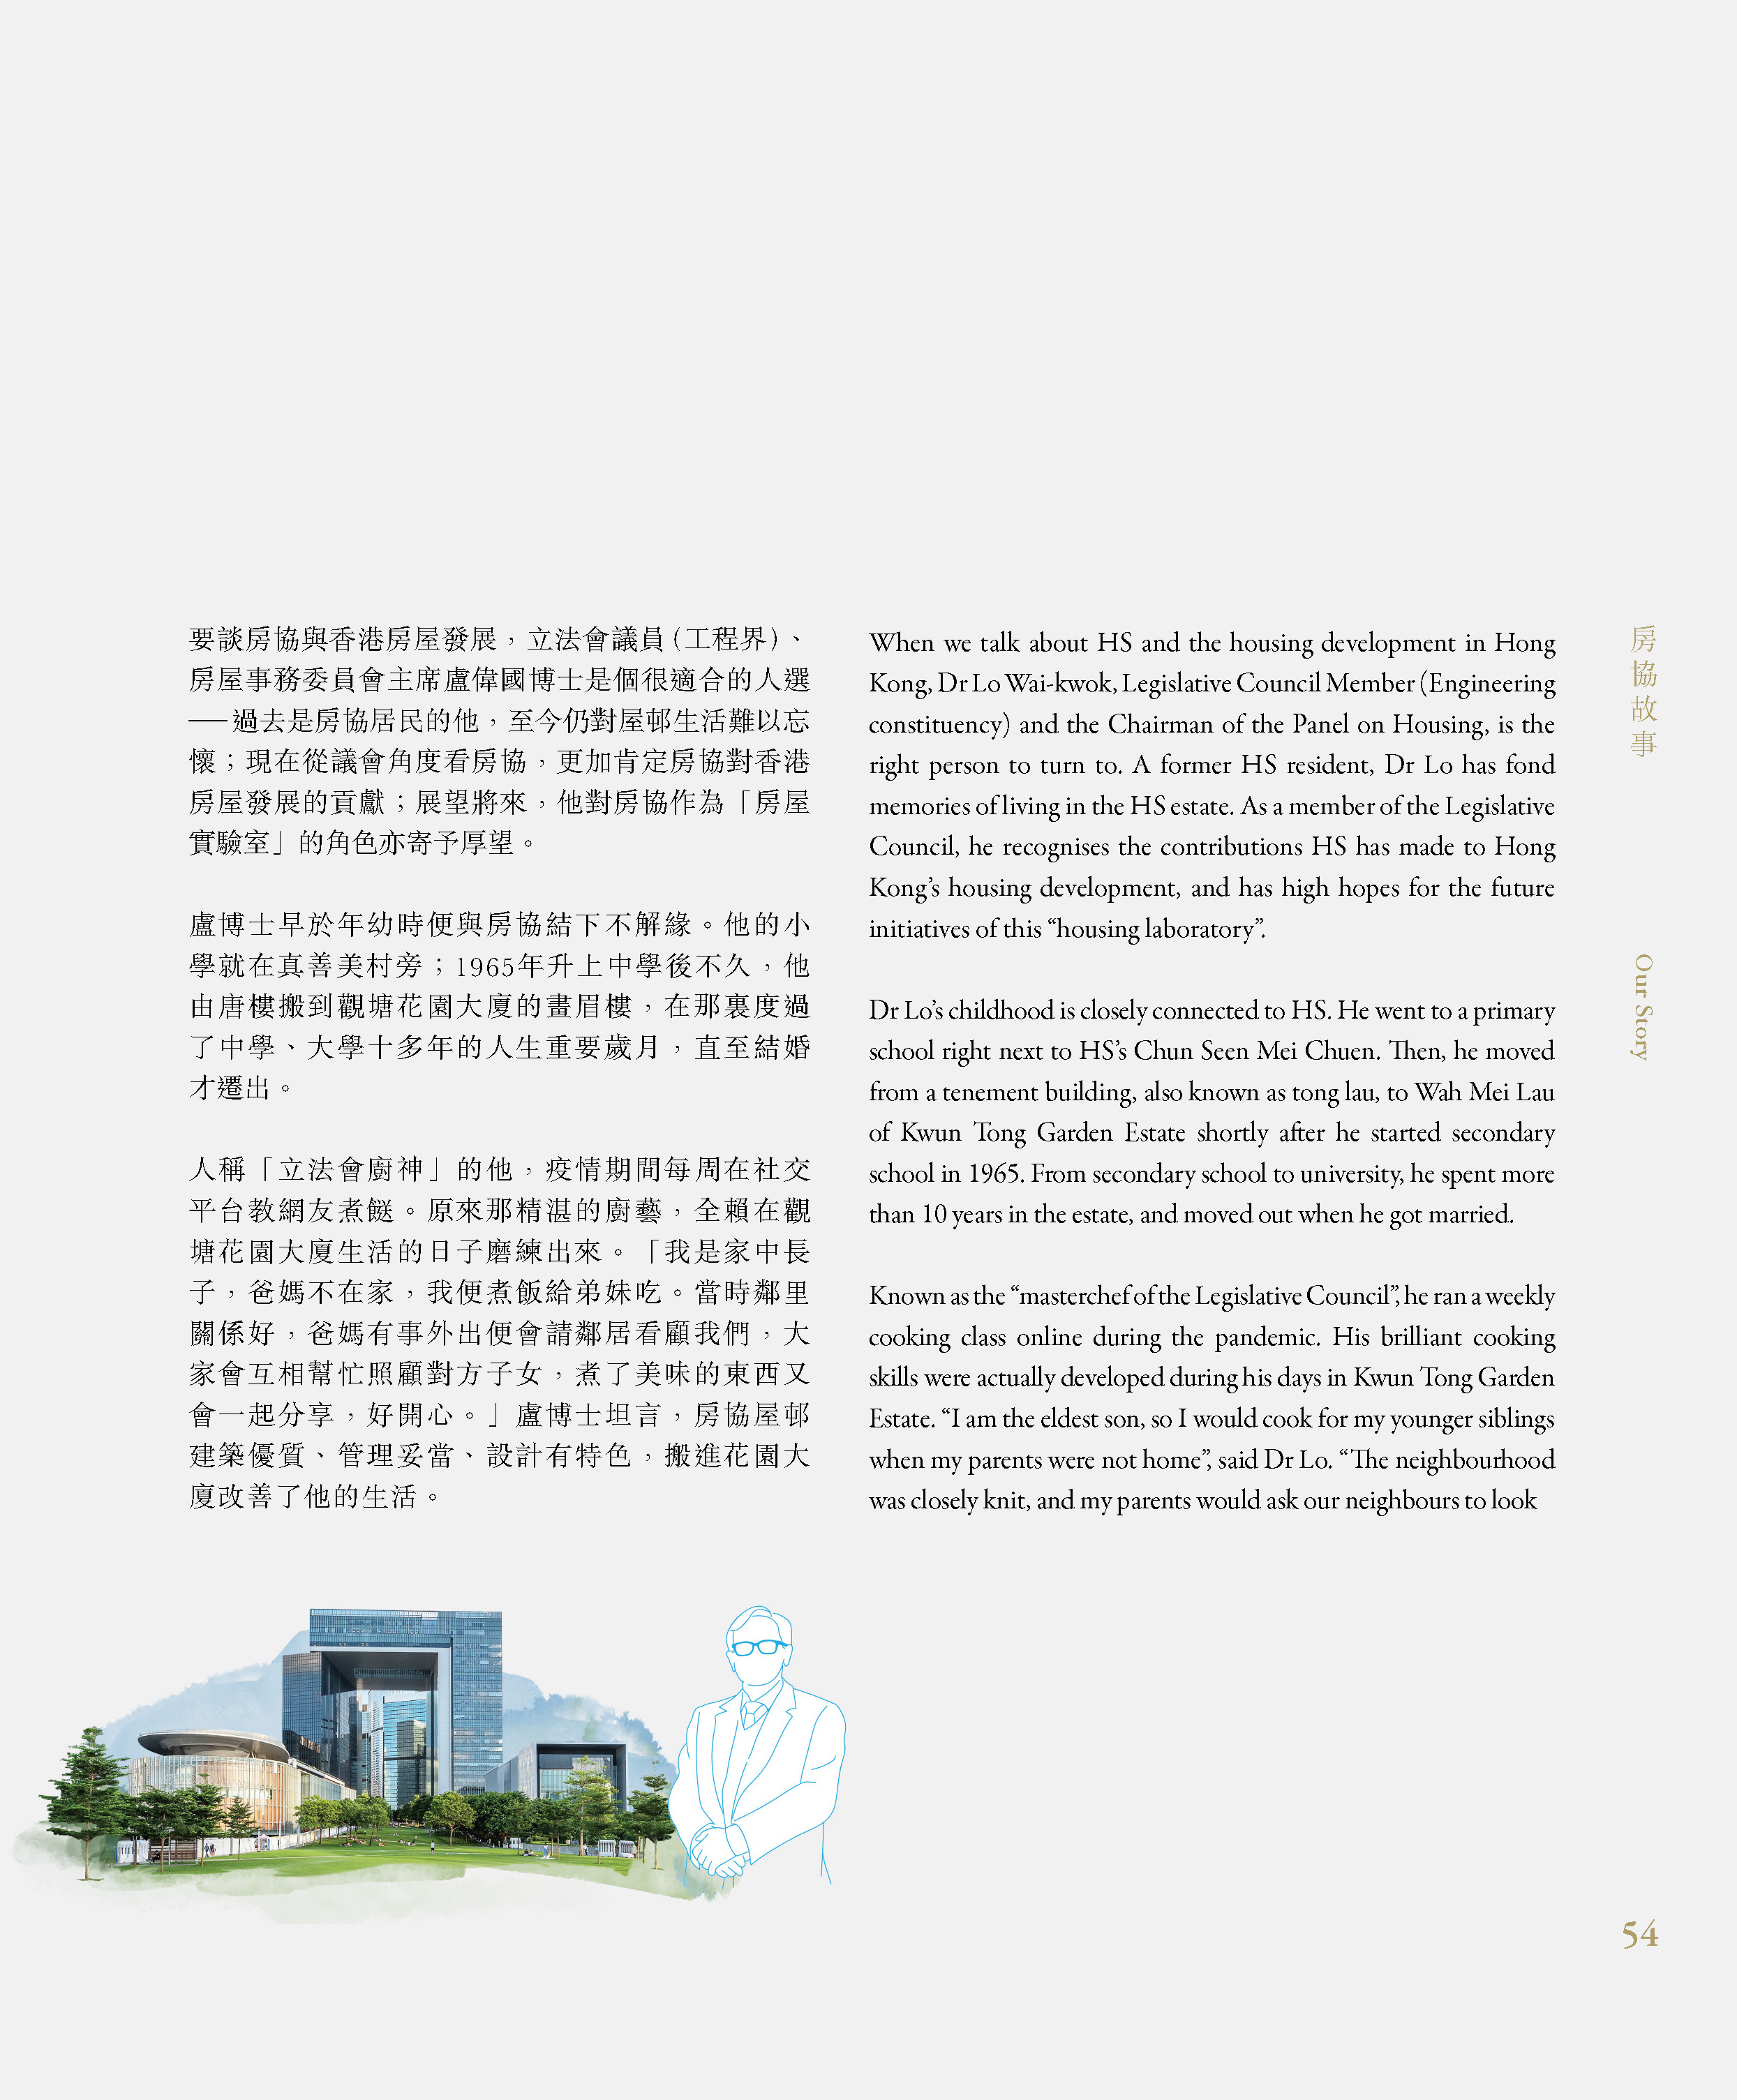 要談房協與香港房屋發展，立法會議員（工程界）、
房屋事務委員會主席盧偉國博士是個很適合的人選
——過去是房協居民的他，至今仍對屋邨生活難以忘
懷；現在從議會角度看房協，更加肯定房協對香港
房屋發展的貢獻；展望將來，他對房協作為「房屋
實驗室」的角色亦寄予厚望。
盧博士早於年幼時便與房協結下不解緣。他的小
學就在真善美村旁；1965年升上中學後不久，他
由唐樓搬到觀塘花園大廈的畫眉樓，在那裏度過
了中學、大學十多年的人生重要歲月，直至結婚
才遷出。
人稱「立法會廚神」的他，疫情期間每周在社交
平台教網友煮餸。原來那精湛的廚藝，全賴在觀
塘花園大廈生活的日子磨練出來。「我是家中長
子，爸媽不在家，我便煮飯給弟妹吃。當時鄰里
關係好，爸媽有事外出便會請鄰居看顧我們，大
家會互相幫忙照顧對方子女，煮了美味的東西又
會一起分享，好開心。」盧博士坦言，房協屋邨
建築優質、管理妥當、設計有特色，搬進花園大
廈改善了他的生活。
When we talk about HS and the housing development in Hong
Kong, Dr Lo Wai-kwok, Legislative Council Member (Engineering
constituency) and the Chairman of the Panel on Housing, is the
right person to turn to. A former HS resident, Dr Lo has fond
memories of living in the HS estate. As a member of the Legislative
Council, he recognises the contributions HS has made to Hong
Kong’s housing development, and has high hopes for the future
initiatives of this “housing laboratory”.
Dr Lo’s childhood is closely connected to HS. He went to a primary
school right next to HS’s Chun Seen Mei Chuen. Then, he moved
from a tenement building, also known as tong lau, to Wah Mei Lau
of Kwun Tong Garden Estate shortly after he started secondary
school in 1965. From secondary school to university, he spent more
than 10 years in the estate, and moved out when he got married.
Known as the “masterchef of the Legislative Council”, he ran a weekly
cooking class online during the pandemic. His brilliant cooking
skills were actually developed during his days in Kwun Tong Garden
Estate. “I am the eldest son, so I would cook for my younger siblings
when my parents were not home”, said Dr Lo. “The neighbourhood
was closely knit, and my parents would ask our neighbours to look
房協故事
Our Story
54